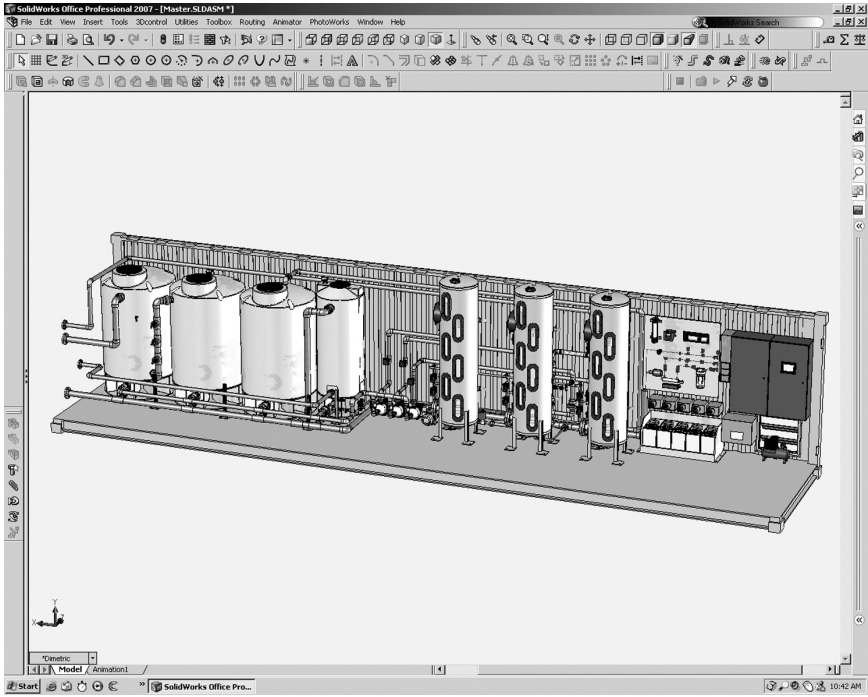 SolidWorks Office Professional 2007 - [Master.SLDASM *]
File Edit View Insert Tools 3Dcontrol Utilities Toolbox Routing Animator PhotoWorks Window Help
SolidWorks Search
Y
X
Z
*Dimetric
Model Animation1
Start
SolidWorks Office Pro...
10:42 AM